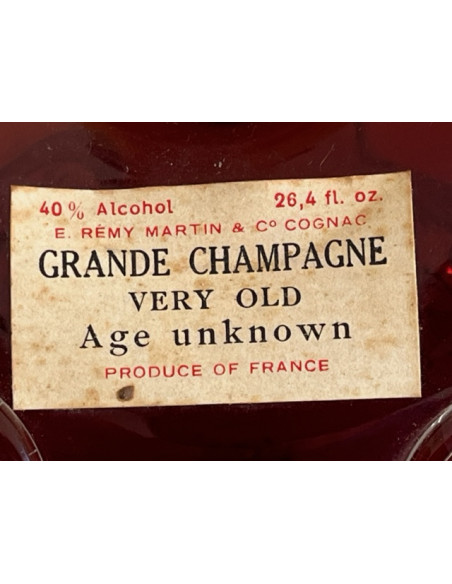 40% Alcohol 26,4 fl. oz.
E. RÉMY MARTIN & Cº COGNAC
GRANDE CHAMPAGNE
VERY OLD
Age unknown
PRODUCE OF FRANCE